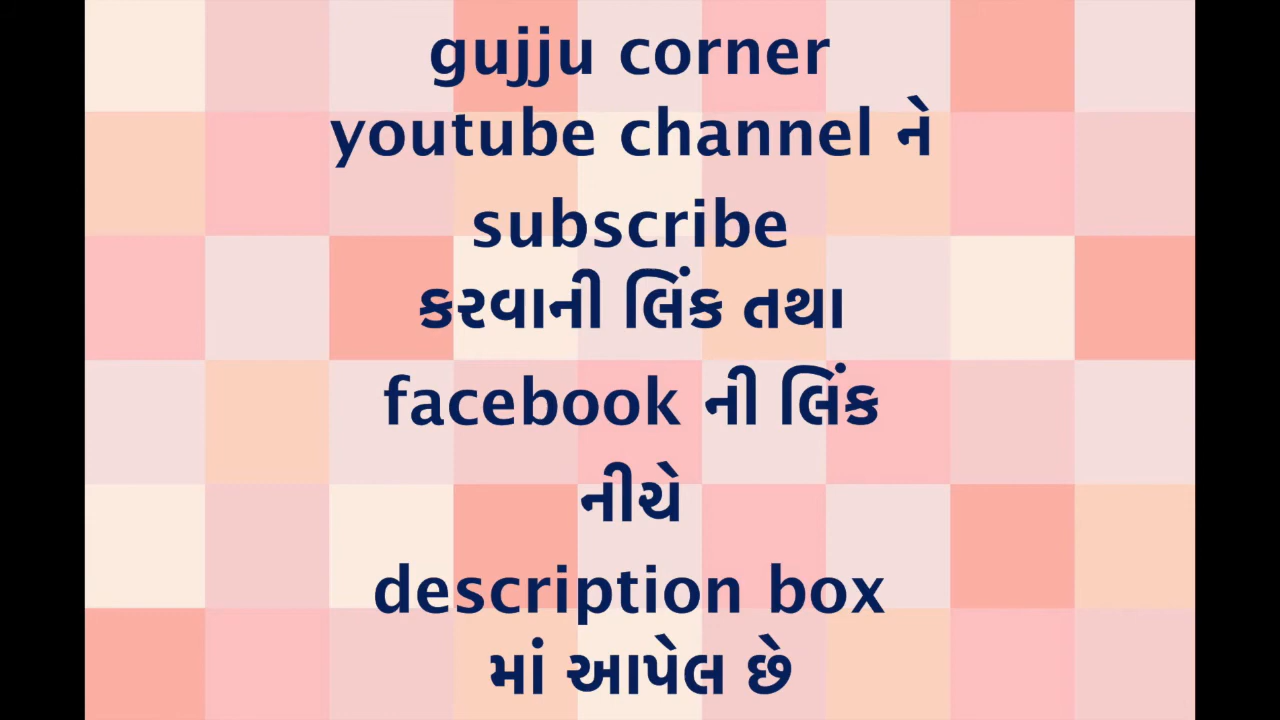 gujju corner
youtube channel ને
subscribe
કરવાની લિંક તથા
facebook ની લિંક
નીચે
description box
માં આપેલ છે